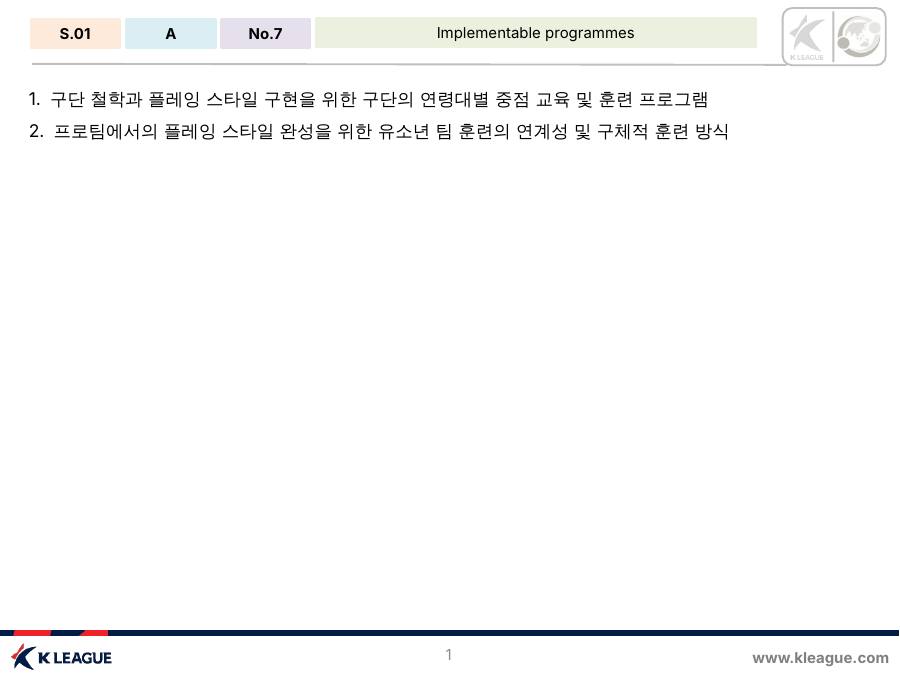 S.01
A
No.7
Implementable programmes
K LEAGUE
1. 구단 철학과 플레잉 스타일 구현을 위한 구단의 연령대별 중점 교육 및 훈련 프로그램
2. 프로팀에서의 플레잉 스타일 완성을 위한 유소년 팀 훈련의 연계성 및 구체적 훈련 방식
K LEAGUE
1
www.kleague.com